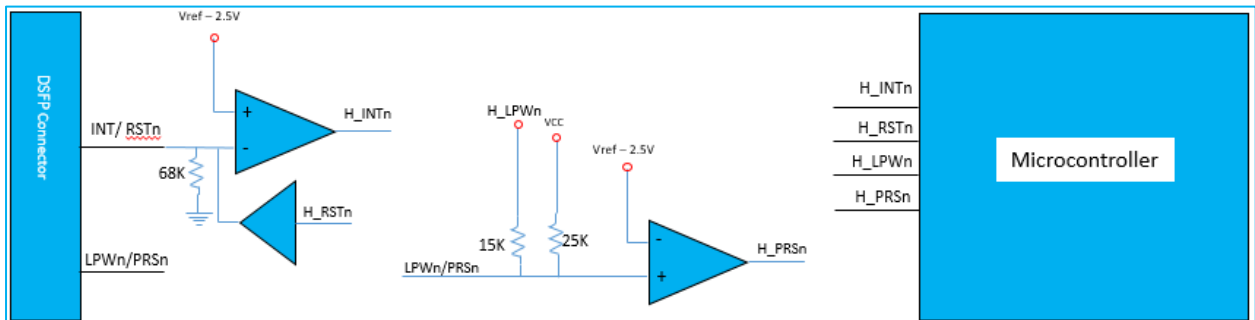 DSFP Connector
Vref – 2.5V
+
-
H_INTn
INT/ RSTn
68K
H_RSTn
LPWn/PRSn
H_LPWn
VCC
Vref – 2.5V
15K
25K
-
+
H_PRSn
LPWn/PRSn
H_INTn
H_RSTn
H_LPWn
H_PRSn
Microcontroller